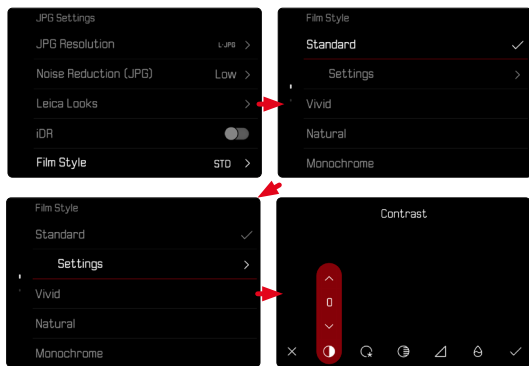 JPG Settings
JPG Resolution L-JPG
Noise Reduction (JPG) Low
Leica Looks
iDR
Film Style STD
Film Style
Standard
Settings
Vivid
Natural
Monochrome
Film Style
Standard
Settings
Vivid
Natural
Monochrome
Contrast
0